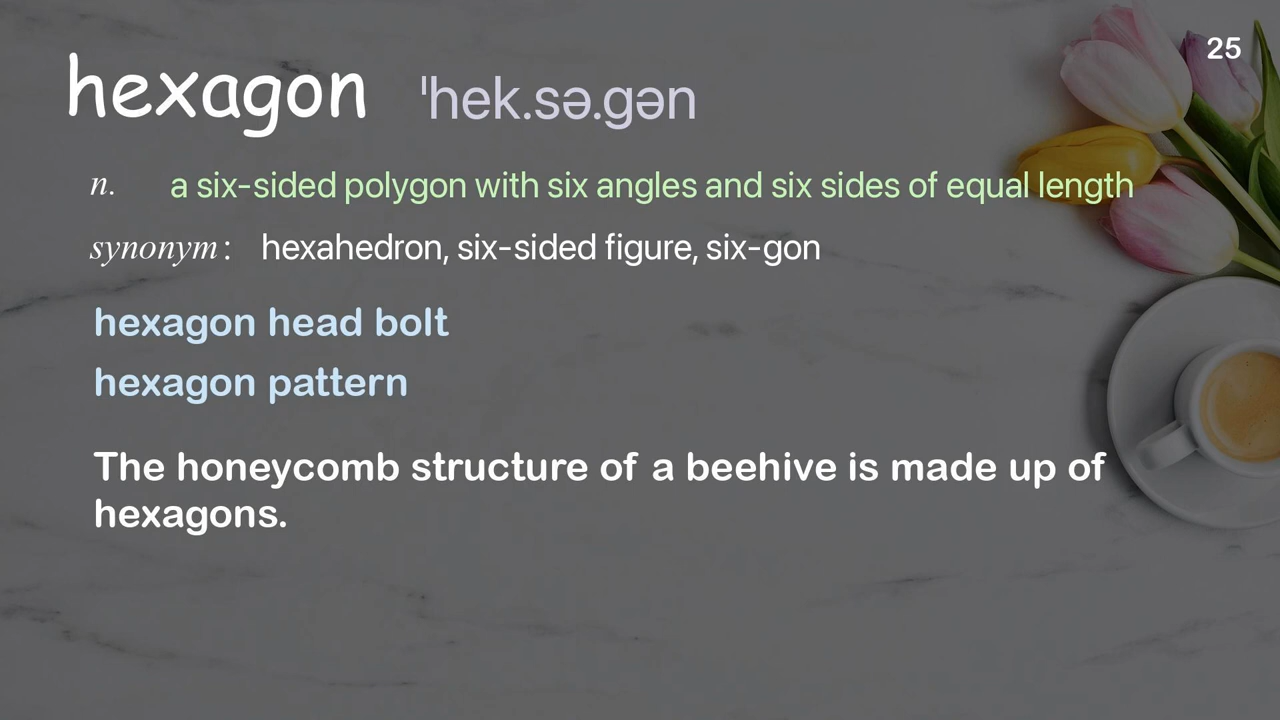 25
hexagon ˈhek.sə.gən
n. a six-sided polygon with six angles and six sides of equal length
synonym: hexahedron, six-sided figure, six-gon
hexagon head bolt
hexagon pattern
The honeycomb structure of a beehive is made up of
hexagons.